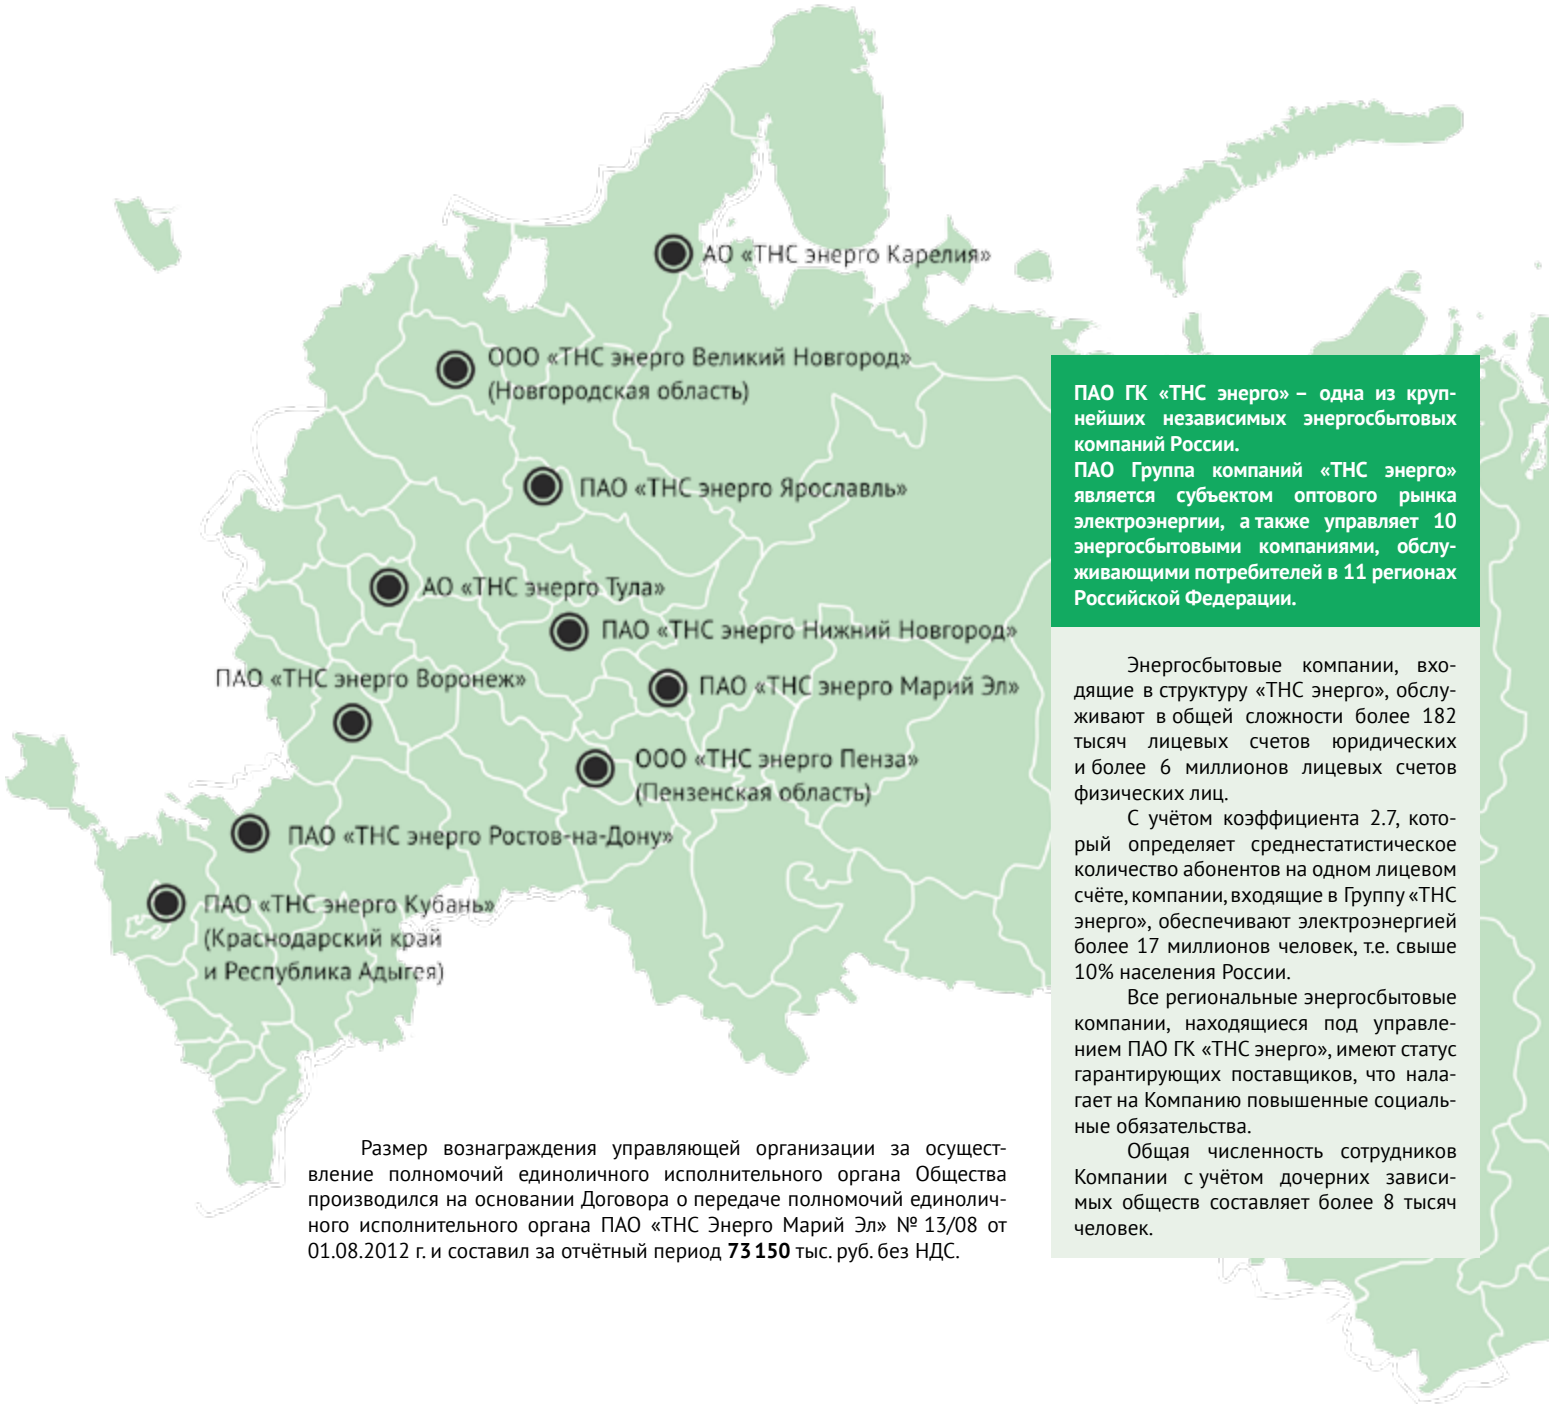 АО «ТНС энерго Карелия»
ООО «ТНС энерго Великий Новгород»
(Новгородская область)
ПАО «ТНС энерго Ярославль»
АО «ТНС энерго Тула»
ПАО «ТНС энерго Нижний Новгород»
ПАО «ТНС энерго Воронеж»
ПАО «ТНС энерго Марий Эл»
ООО «ТНС энерго Пенза»
(Пензенская область)
ПАО «ТНС энерго Ростов-на-Дону»
ПАО «ТНС энерго Кубань»
(Краснодарский край
и Республика Адыгея)
ПАО ГК «ТНС энерго» – одна из круп-
нейших независимых энергосбытовых
компаний России.
ПАО Группа компаний «ТНС энерго»
является субъектом оптового рынка
электроэнергии, а также управляет 10
энергосбытовыми компаниями, обслу-
живающими потребителей в 11 регионах
Российской Федерации.
Энергосбытовые компании, вхо-
дящие в структуру «ТНС энерго», обслу-
живают в общей сложности более 182
тысяч лицевых счетов юридических
и более 6 миллионов лицевых счетов
физических лиц.
С учётом коэффициента 2.7, кото-
рый определяет среднестатистическое
количество абонентов на одном лицевом
счёте, компании, входящие в Группу «ТНС
энерго», обеспечивают электроэнергией
более 17 миллионов человек, т.е. свыше
10% населения России.
Все региональные энергосбытовые
компании, находящиеся под управле-
нием ПАО ГК «ТНС энерго», имеют статус
гарантирующих поставщиков, что нала-
гает на Компанию повышенные социаль-
ные обязательства.
Общая численность сотрудников
Компании с учётом дочерних зависи-
мых обществ составляет более 8 тысяч
человек.
Размер вознаграждения управляющей организации за осущест-
вление полномочий единоличного исполнительного органа Общества
производился на основании Договора о передаче полномочий единолич-
ного исполнительного органа ПАО «ТНС Энерго Марий Эл» № 13/08 от
01.08.2012 г. и составил за отчётный период 73 150 тыс. руб. без НДС.